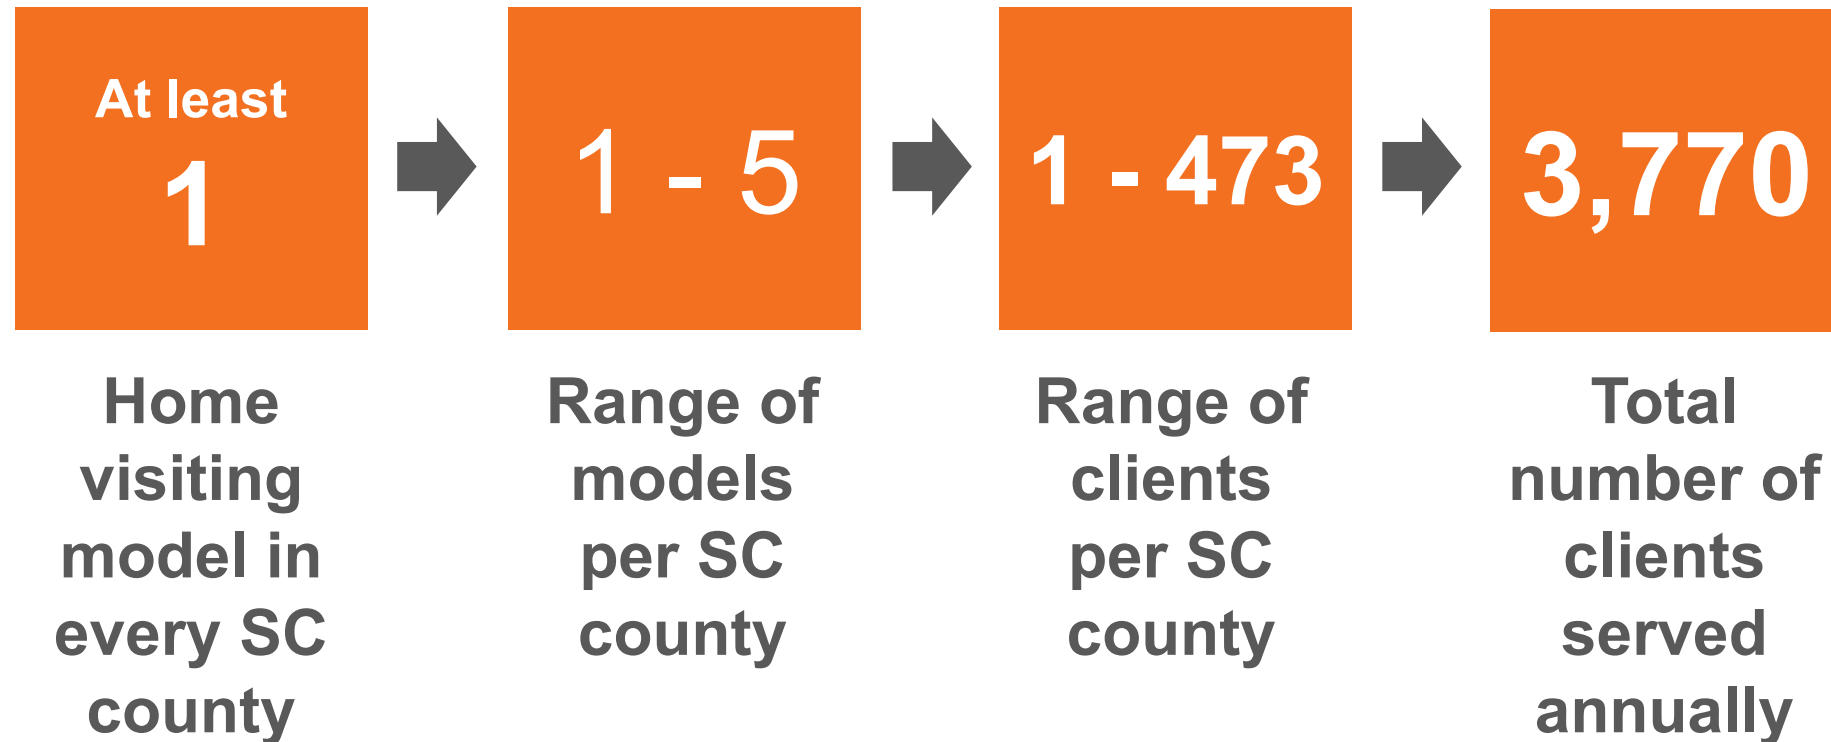 At least
1
Home
visiting
model in
every SC
county
1 - 5
Range of
models
per SC
county
1 - 473
Range of
clients
per SC
county
3,770
Total
number of
clients
served
annually